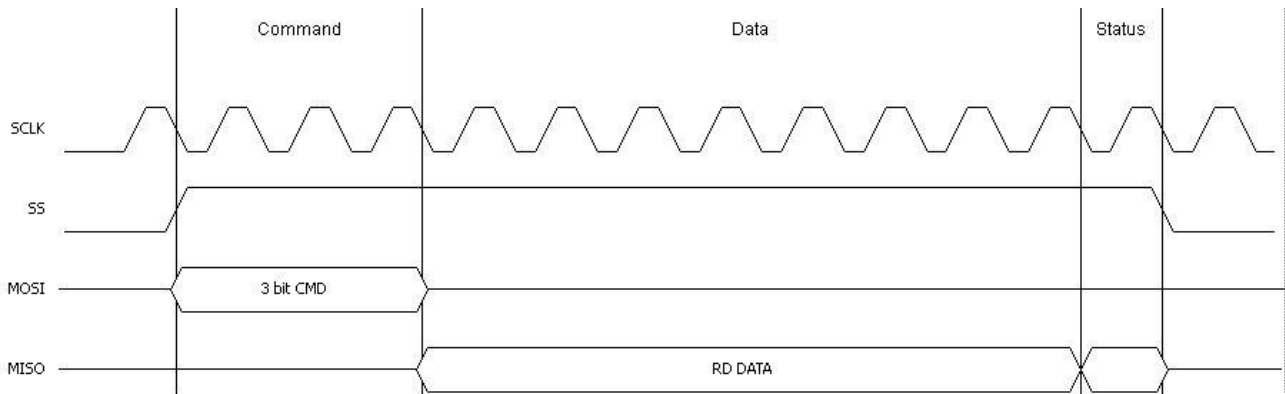 Command Data Status
SCLK
SS
MOSI 3 bit CMD
MISO RD DATA